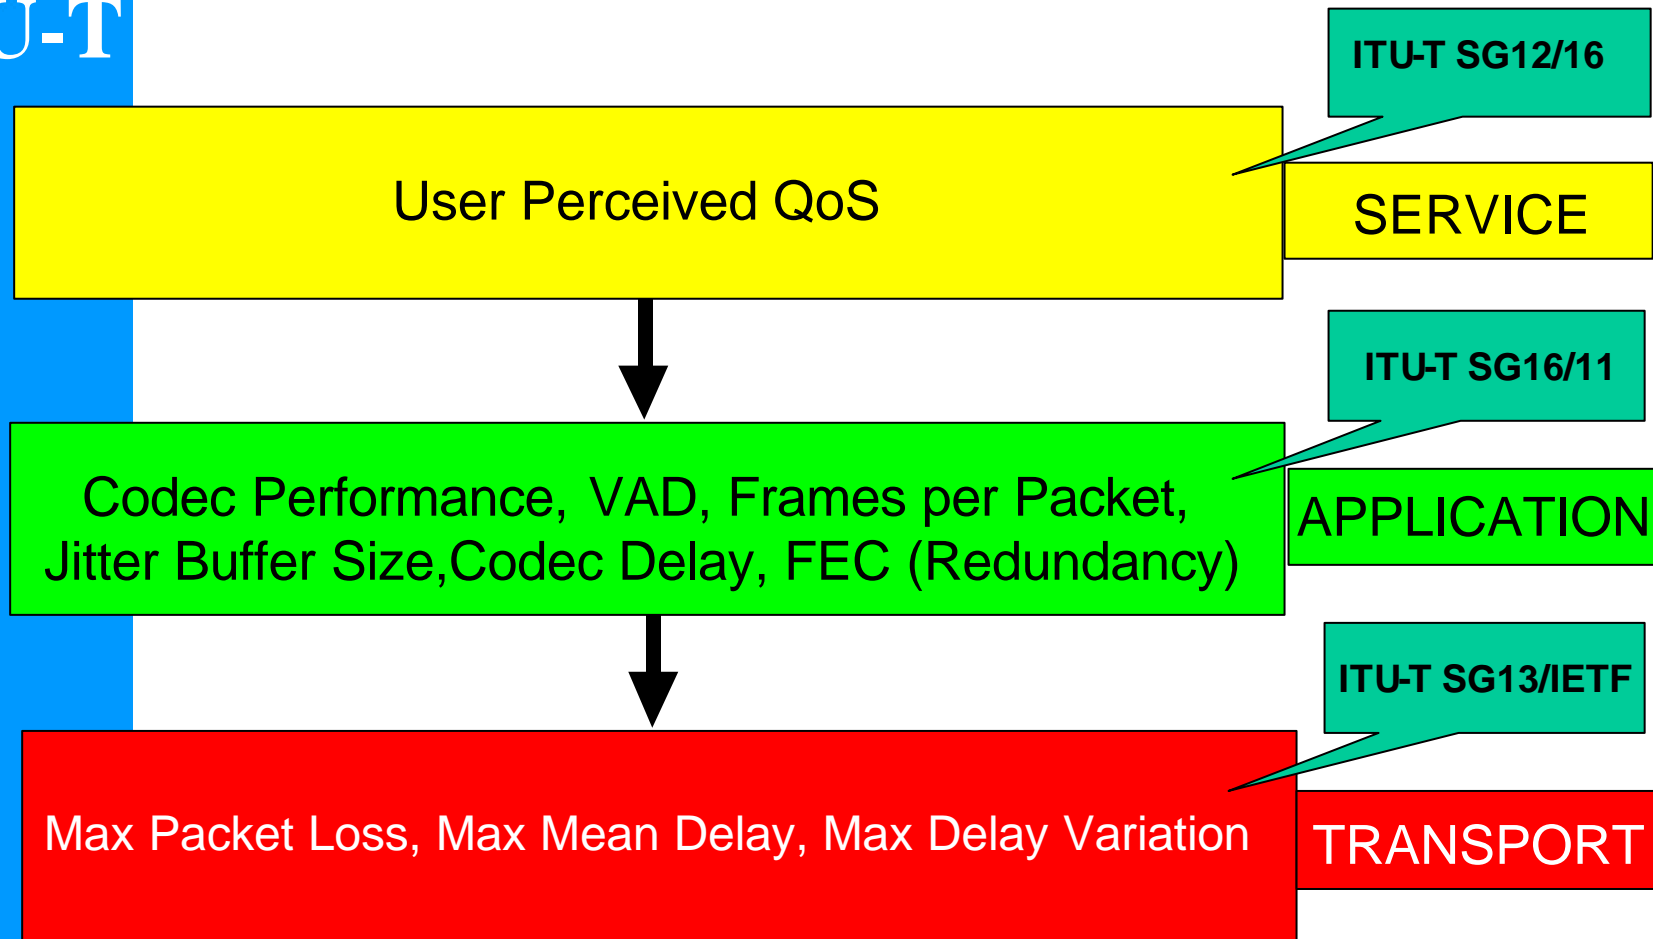 U-T
ITU-T SG12/16
User Perceived QoS
SERVICE
ITU-T SG16/11
Codec Performance, VAD, Frames per Packet,
Jitter Buffer Size,Codec Delay, FEC (Redundancy)
APPLICATION
ITU-T SG13/IETF
Max Packet Loss, Max Mean Delay, Max Delay Variation
TRANSPORT